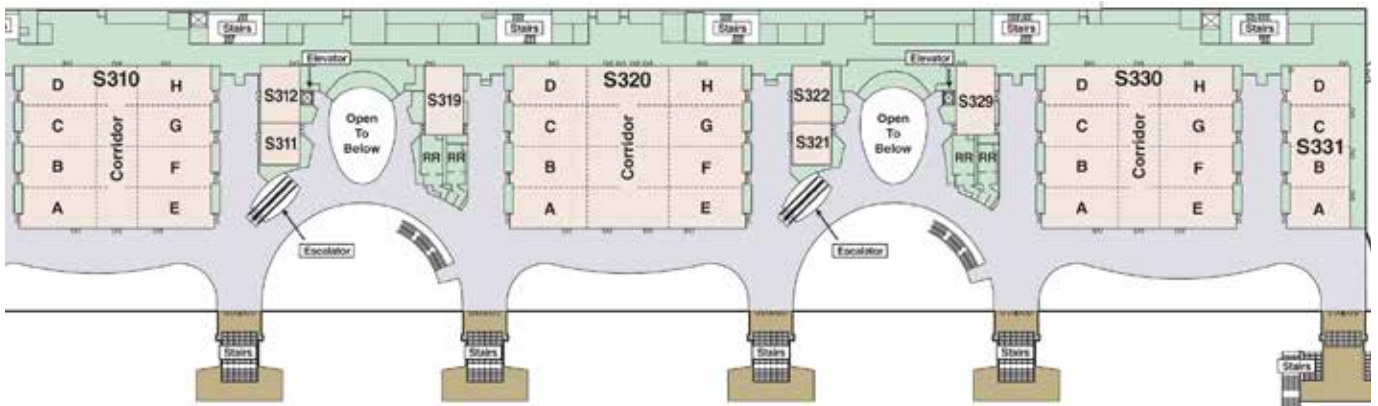 Stairs
Stairs
Stairs
Stairs
Stairs
Elevator
Elevator
D
S310
H
C
G
Corridor
B
F
A
E
S312
S311
Open
To
Below
S319
RR
RR
Escalator
D
S320
H
C
G
Corridor
B
F
A
E
S322
S321
Open
To
Below
S329
RR
RR
Escalator
D
S330
H
C
G
Corridor
B
F
A
E
D
C
S331
B
A
Stairs
Stairs
Stairs
Stairs
Stairs